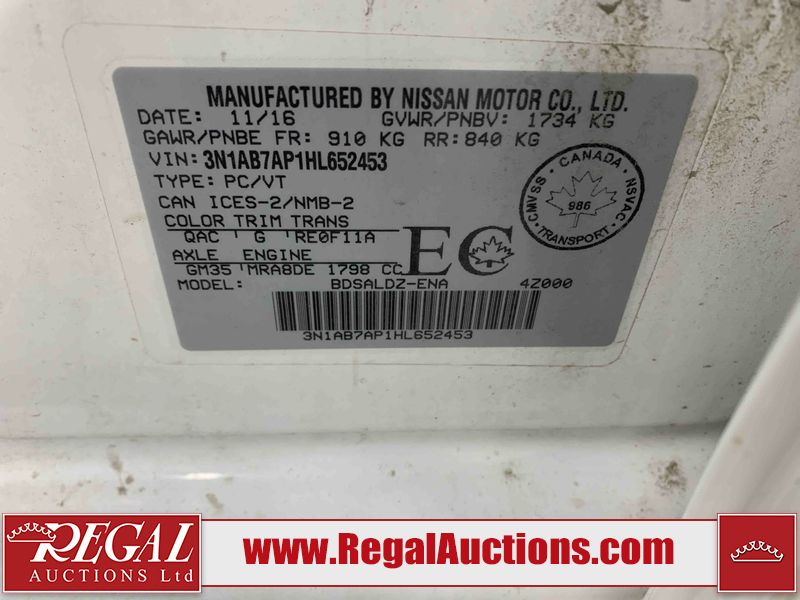 MANUFACTURED BY NISSAN MOTOR CO., LTD.
DATE: 11/16 GVWR/PNBV: 1734 KG
GAWR/PNBE FR: 910 KG RR: 840 KG
VIN: 3N1AB7AP1HL652453
TYPE: PC/VT
CAN ICES-2/NMB-2
COLOR TRIM TRANS
QAC G RE0F11A
AXLE ENGINE
GM35 MRA8DE 1798 CC
MODEL: BDSALDZ-ENA 4Z000
3N1AB7AP1HL652453
EC
CANADA
CMVSS NSVAC
986
TRANSPORT
REGAL
AUCTIONS Ltd
www.RegalAuctions.com